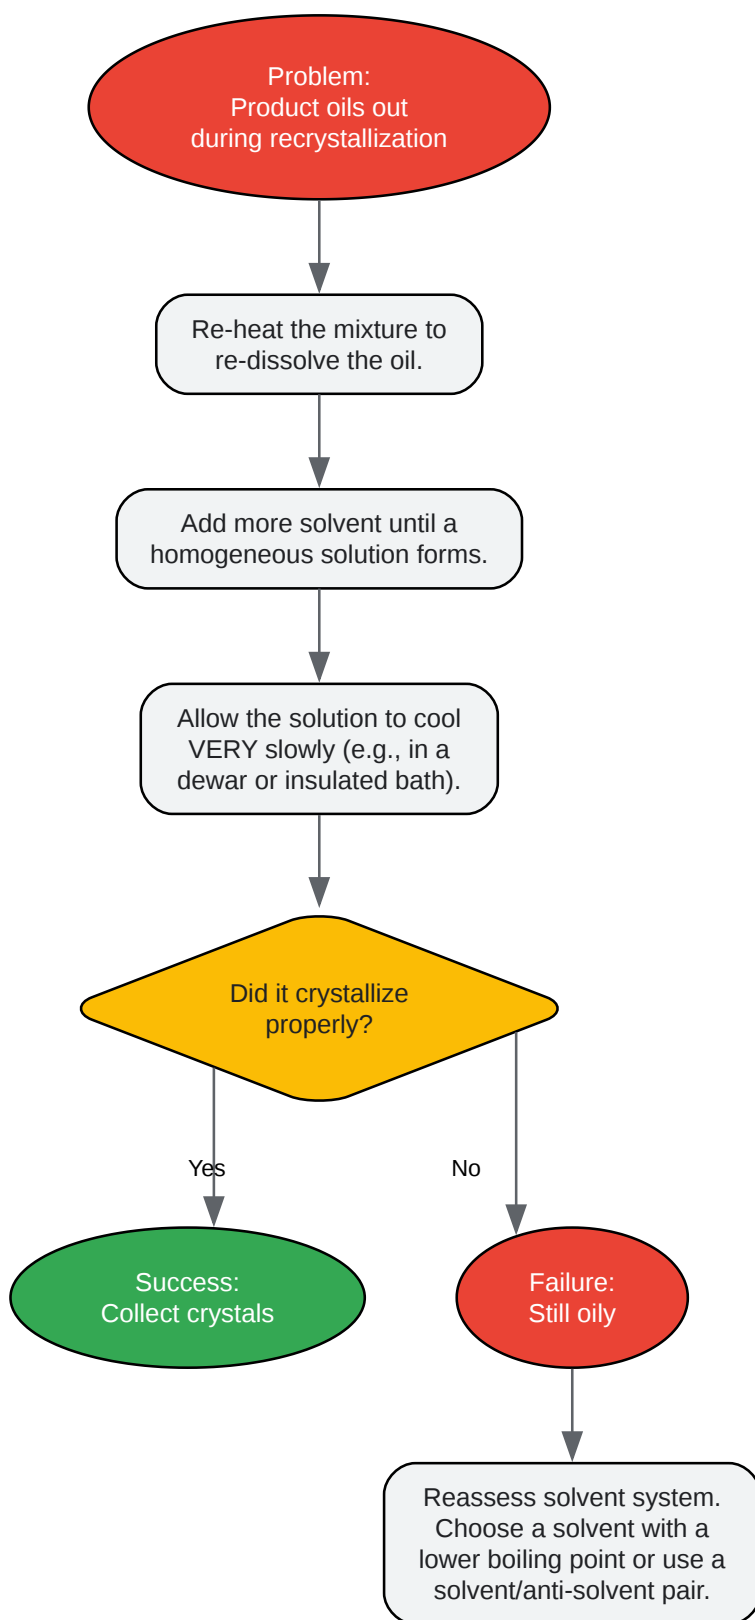 Problem:
Product oils out
during recrystallization
Re-heat the mixture to
re-dissolve the oil.
Add more solvent until a
homogeneous solution forms.
Allow the solution to cool
VERY slowly (e.g., in a
dewar or insulated bath).
Did it crystallize
properly?
Yes
No
Success:
Collect crystals
Failure:
Still oily
Reassess solvent system.
Choose a solvent with a
lower boiling point or use a
solvent/anti-solvent pair.